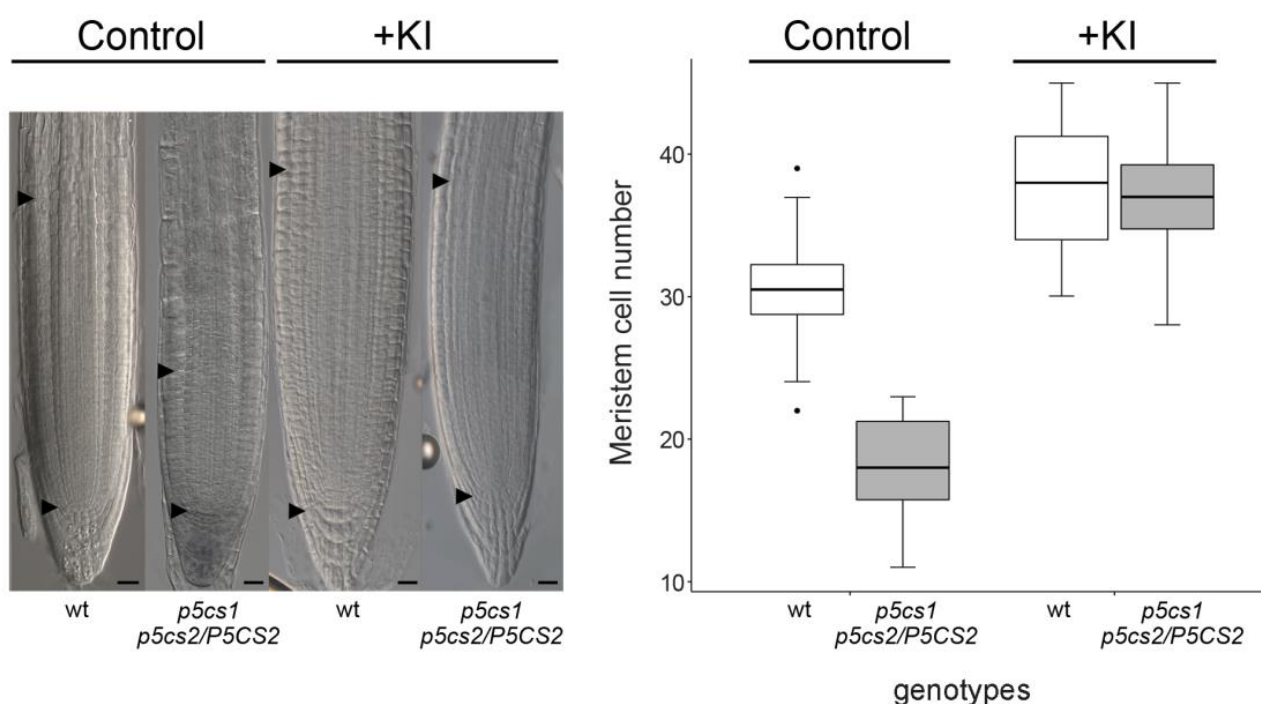 Control
+KI
wt
p5cs1
p5cs2/P5CS2
wt
p5cs1
p5cs2/P5CS2
Control
+KI
Meristem cell number
40
30
20
10
wt
p5cs1
p5cs2/P5CS2
wt
p5cs1
p5cs2/P5CS2
genotypes